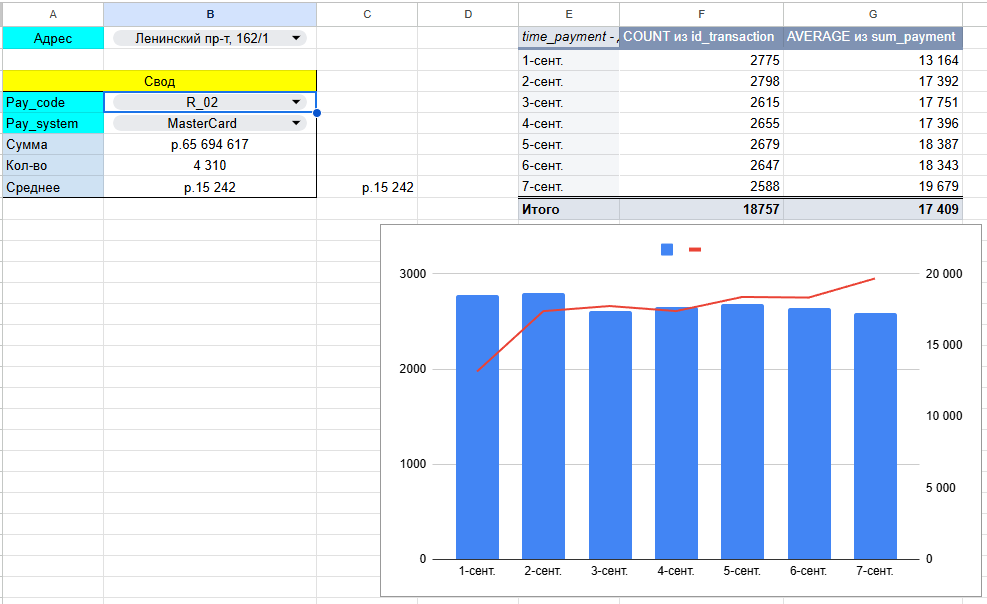 A B C D E F G
Адрес Ленинский пр-т, 162/1 time_payment - COUNT из id_transaction AVERAGE из sum_payment
1-сент. 2775 13 164
Свод 2-сент. 2798 17 392
Pay_code R_02 3-сент. 2615 17 751
Pay_system MasterCard 4-сент. 2655 17 396
Сумма р.65 694 617 5-сент. 2679 18 387
Кол-во 4 310 6-сент. 2647 18 343
Среднее р.15 242 р.15 242 7-сент. 2588 19 679
Итого 18757 17 409
3000 20 000
15 000
2000
10 000
1000
5 000
0 0
1-сент. 2-сент. 3-сент. 4-сент. 5-сент. 6-сент. 7-сент.